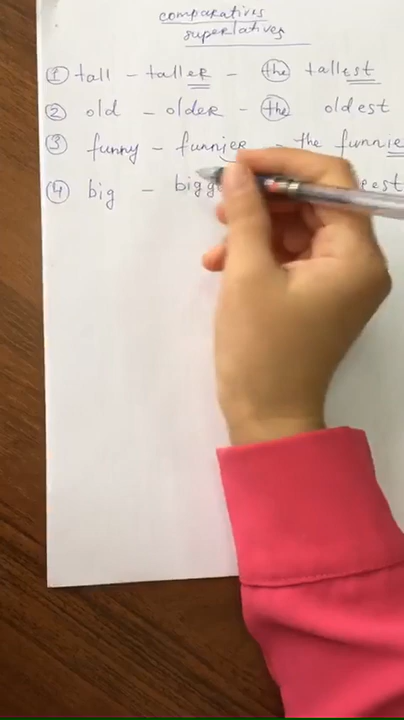 comparatives
superlatives
① tall - taller - the tallest
② old - older - the oldest
③ funny - funnier - the
④ big -